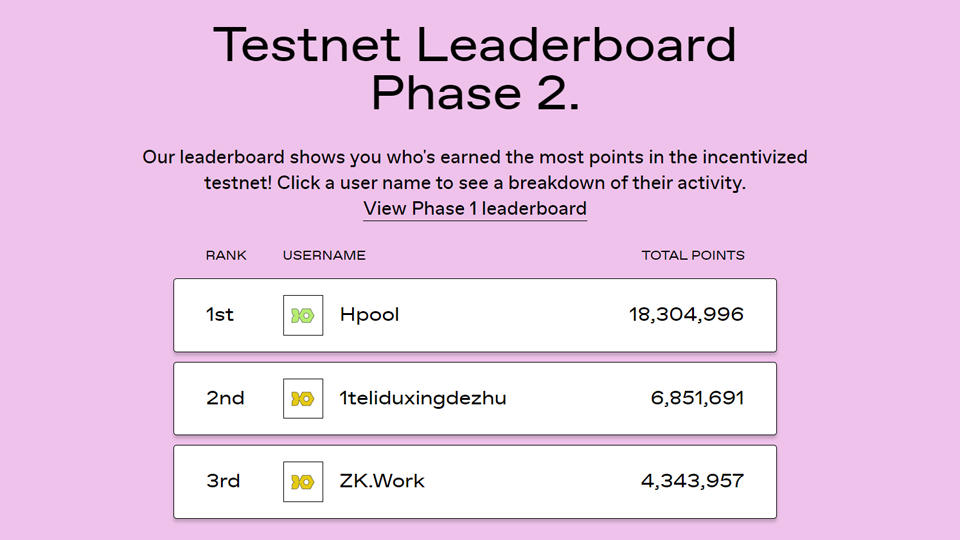 Testnet Leaderboard
Phase 2.
Our leaderboard shows you who's earned the most points in the incentivized
testnet! Click a user name to see a breakdown of their activity.
View Phase 1 leaderboard
RANK USERNAME TOTAL POINTS
1st Hpool 18,304,996
2nd 1teliduxingdezhu 6,851,691
3rd ZK.Work 4,343,957